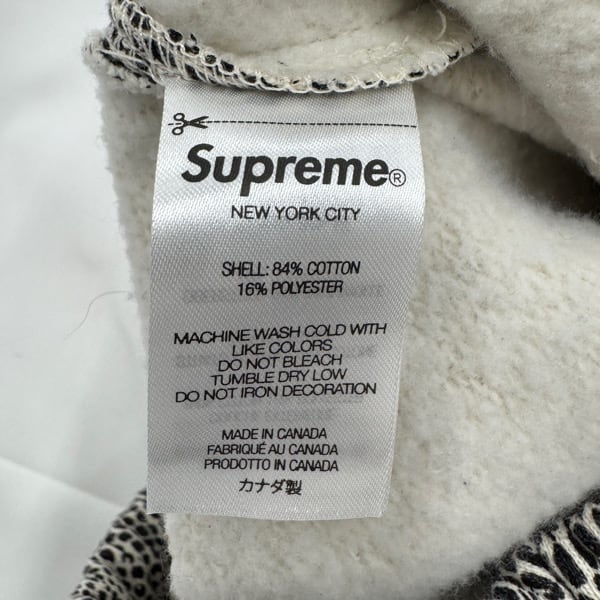 Supreme®
NEW YORK CITY
SHELL: 84% COTTON
16% POLYESTER
MACHINE WASH COLD WITH
LIKE COLORS
DO NOT BLEACH
TUMBLE DRY LOW
DO NOT IRON DECORATION
MADE IN CANADA
FABRIQUÉ AU CANADA
PRODOTTO IN CANADA
カナダ製